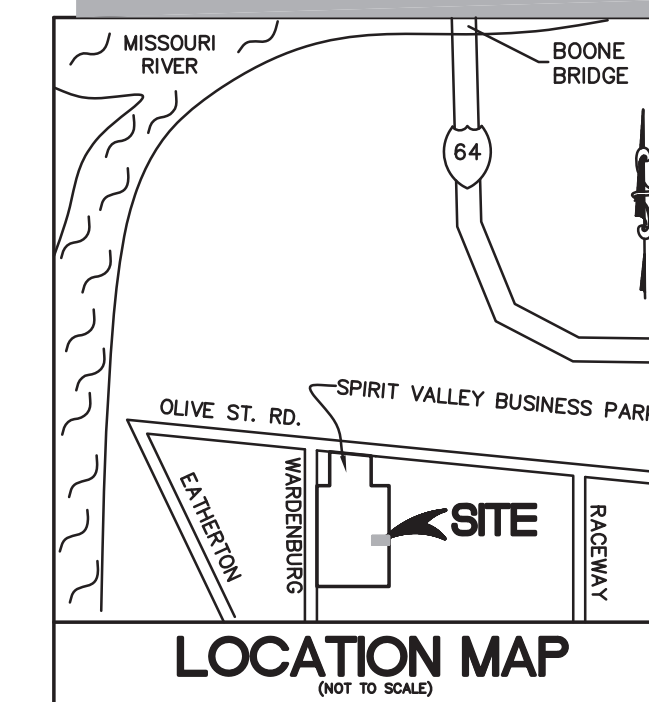 MISSOURI
RIVER
BOONE
BRIDGE
64
SPIRIT VALLEY BUSINESS PARK
OLIVE ST. RD.
EATHERTON
WARDENBURG
SITE
RACEWAY
LOCATION MAP
(NOT TO SCALE)